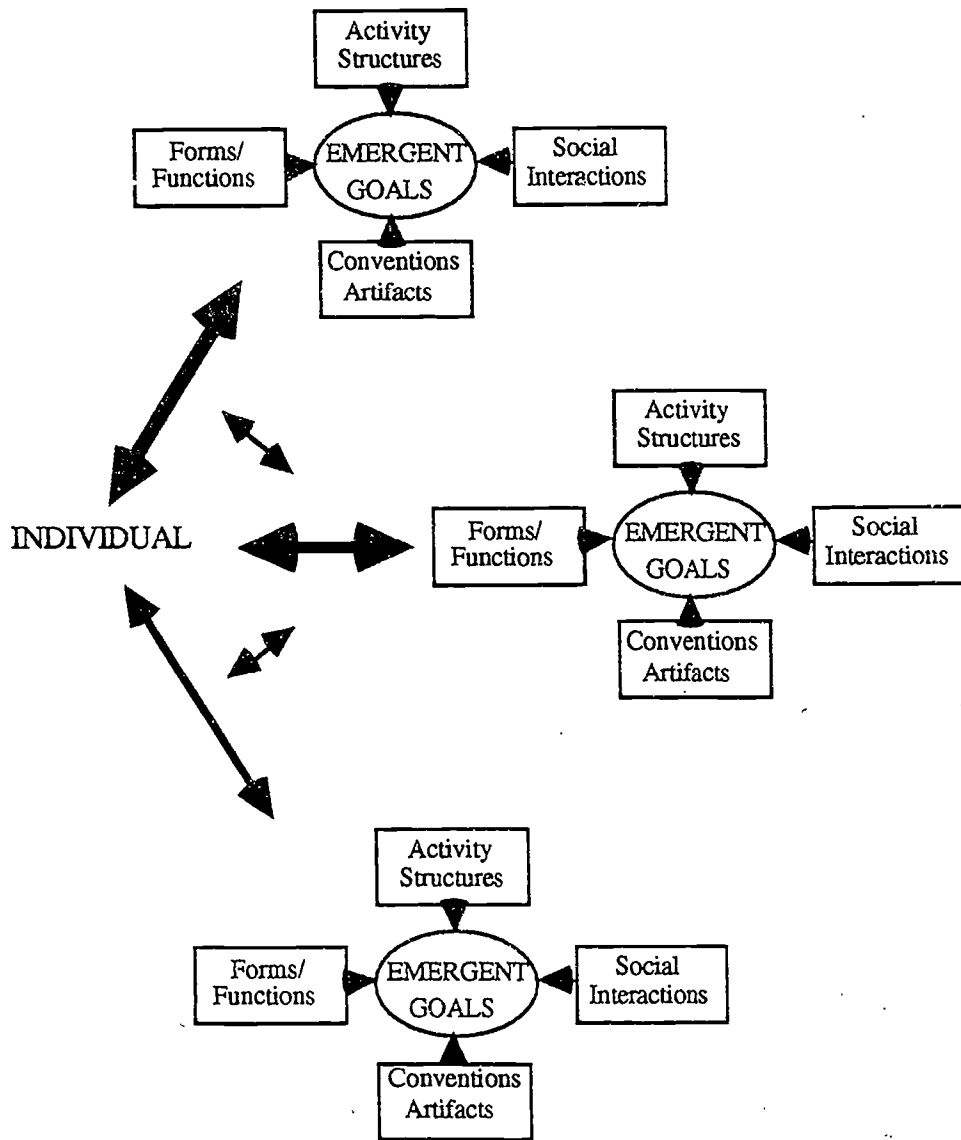 Activity
Structures
Forms/
Functions
EMERGENT
GOALS
Social
Interactions
Conventions
Artifacts
INDIVIDUAL
Activity
Structures
Forms/
Functions
EMERGENT
GOALS
Social
Interactions
Conventions
Artifacts
Activity
Structures
Forms/
Functions
EMERGENT
GOALS
Social
Interactions
Conventions
Artifacts